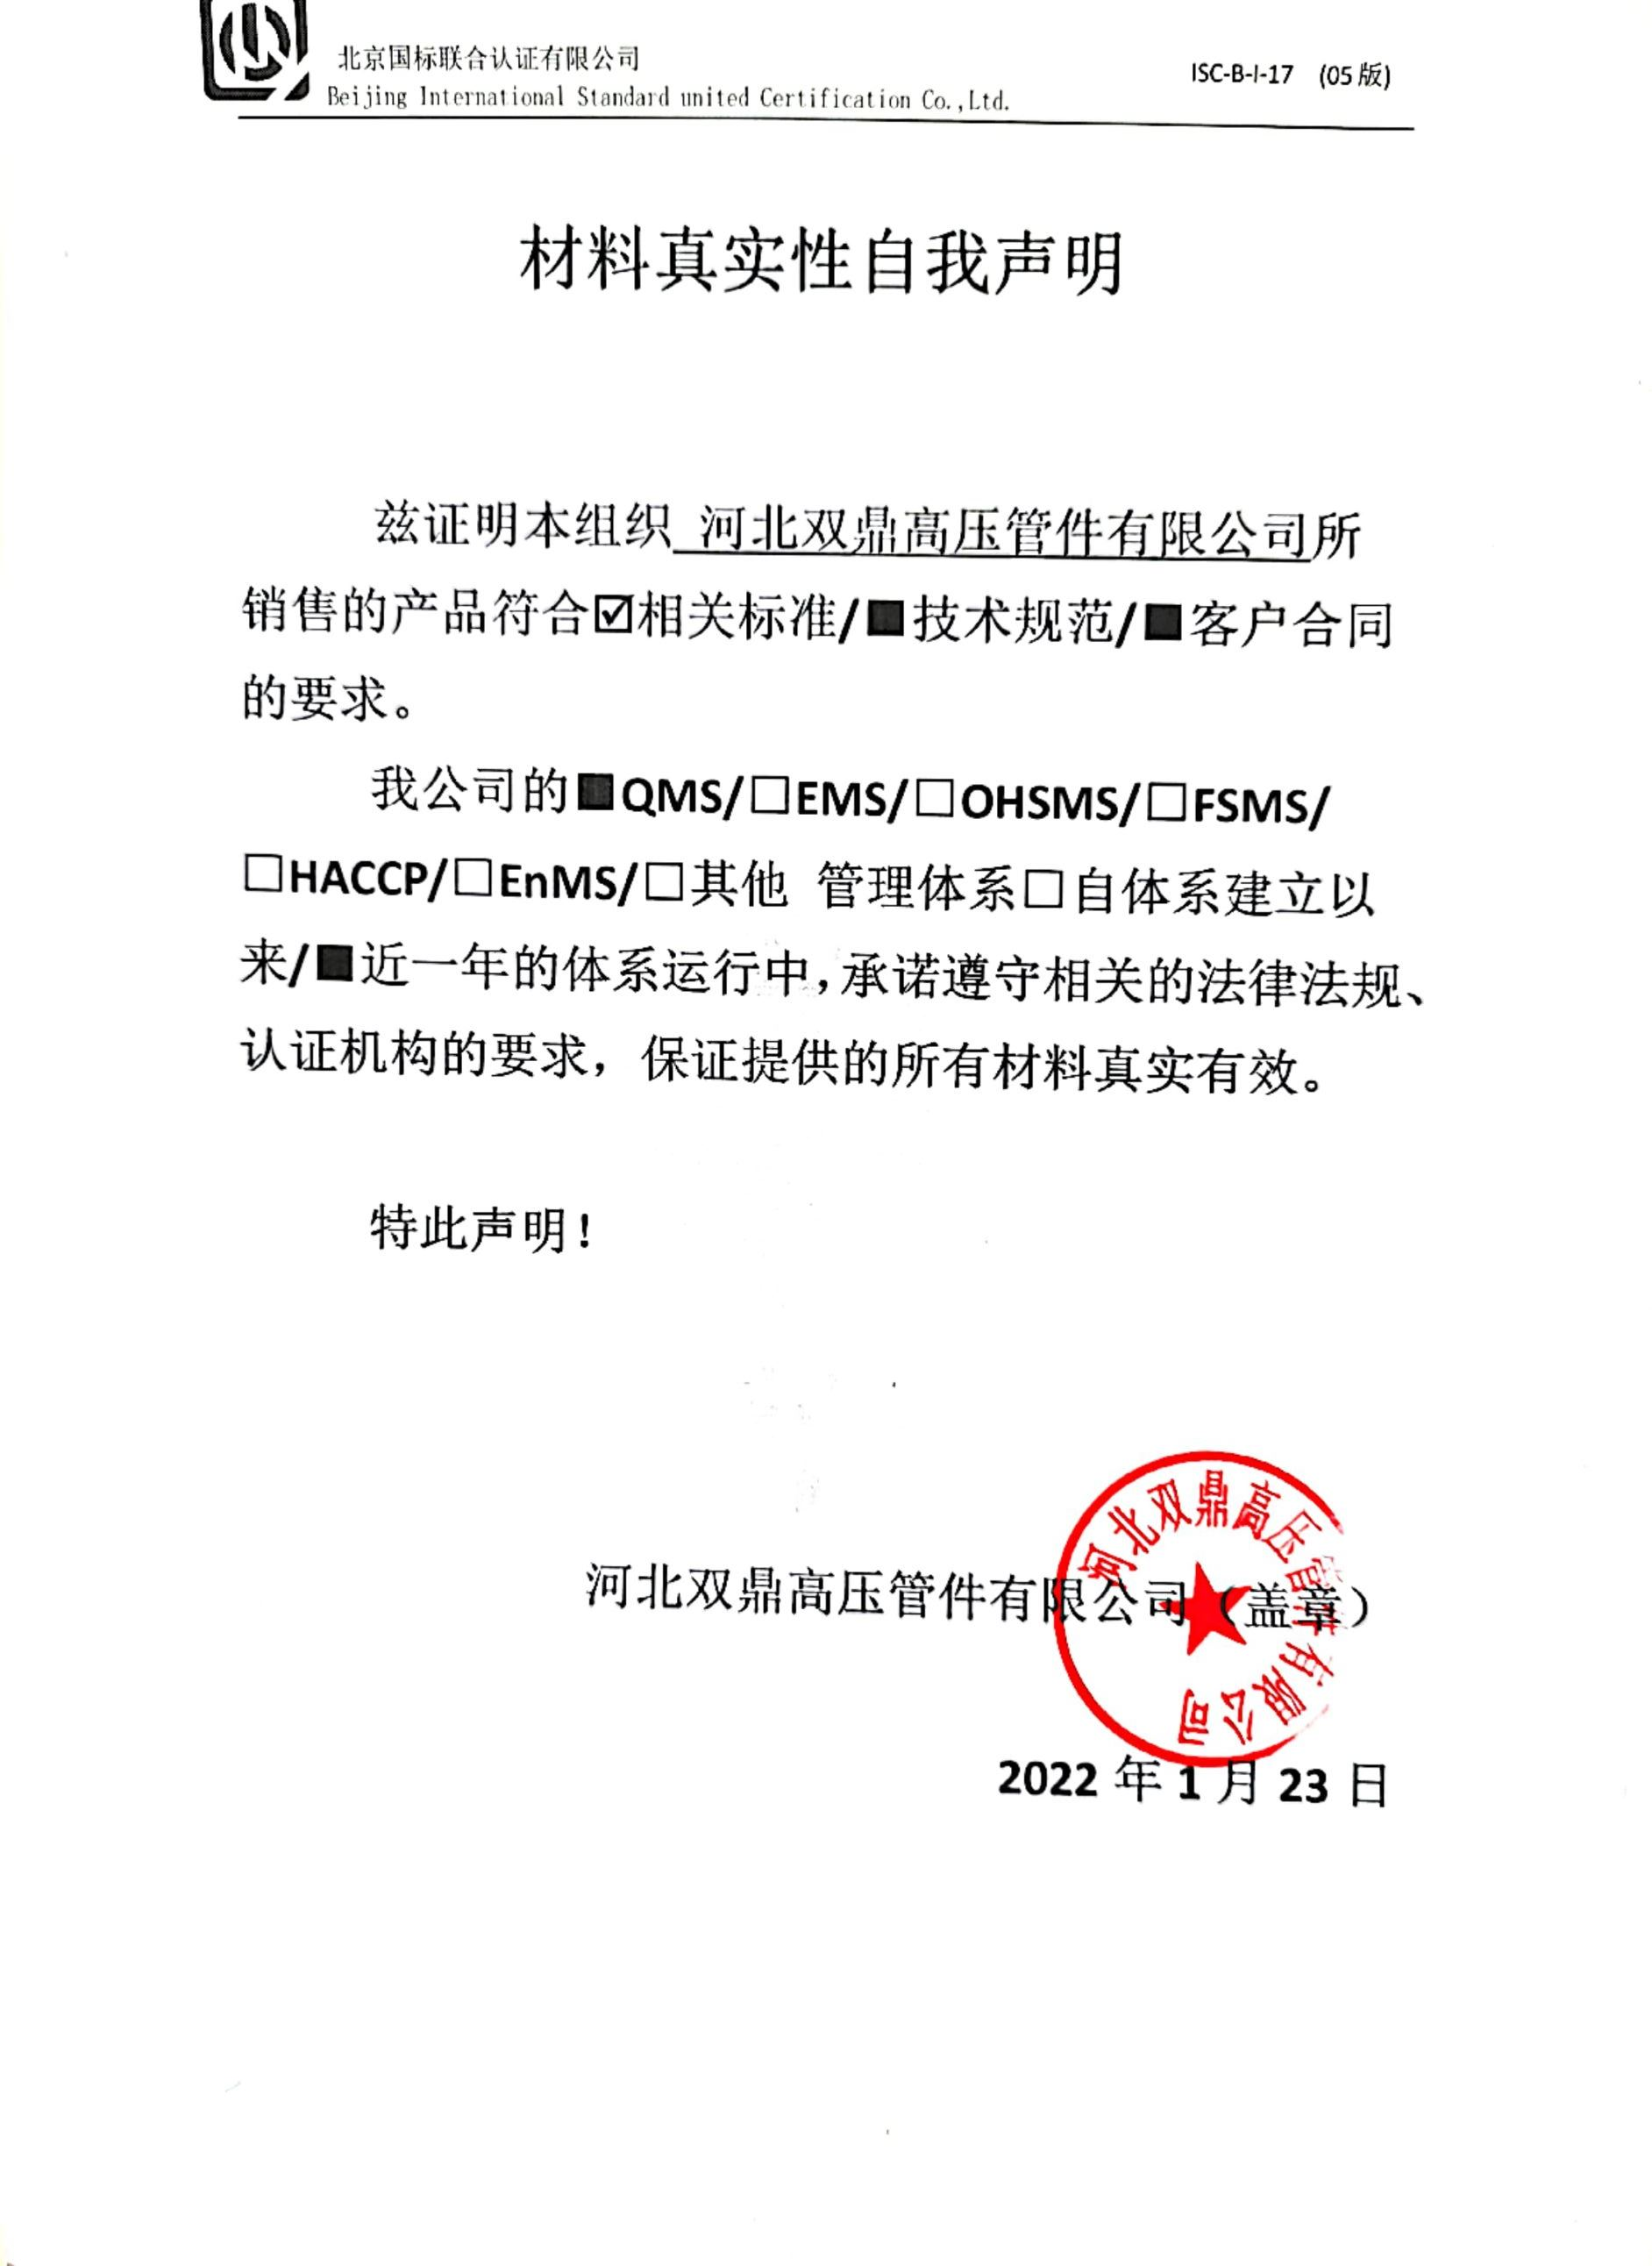 北京国标联合认证有限公司
Beijing International Standard united Certification Co.,Ltd.
ISC-B-I-17 (05版)
材料真实性自我声明
兹证明本组织 河北双鼎高压管件有限公司所
销售的产品符合☑相关标准/■技术规范/■客户合同
的要求。
我公司的■QMS/□EMS/□OHSMS/□FSMS/
□HACCP/□EnMS/□其他 管理体系□自体系建立以
来/■近一年的体系运行中,承诺遵守相关的法律法规、
认证机构的要求，保证提供的所有材料真实有效。
特此声明！
河北双鼎高压管件有限公司（盖章）
河北双鼎高压管件有限公司
2022 年 1 月 23 日